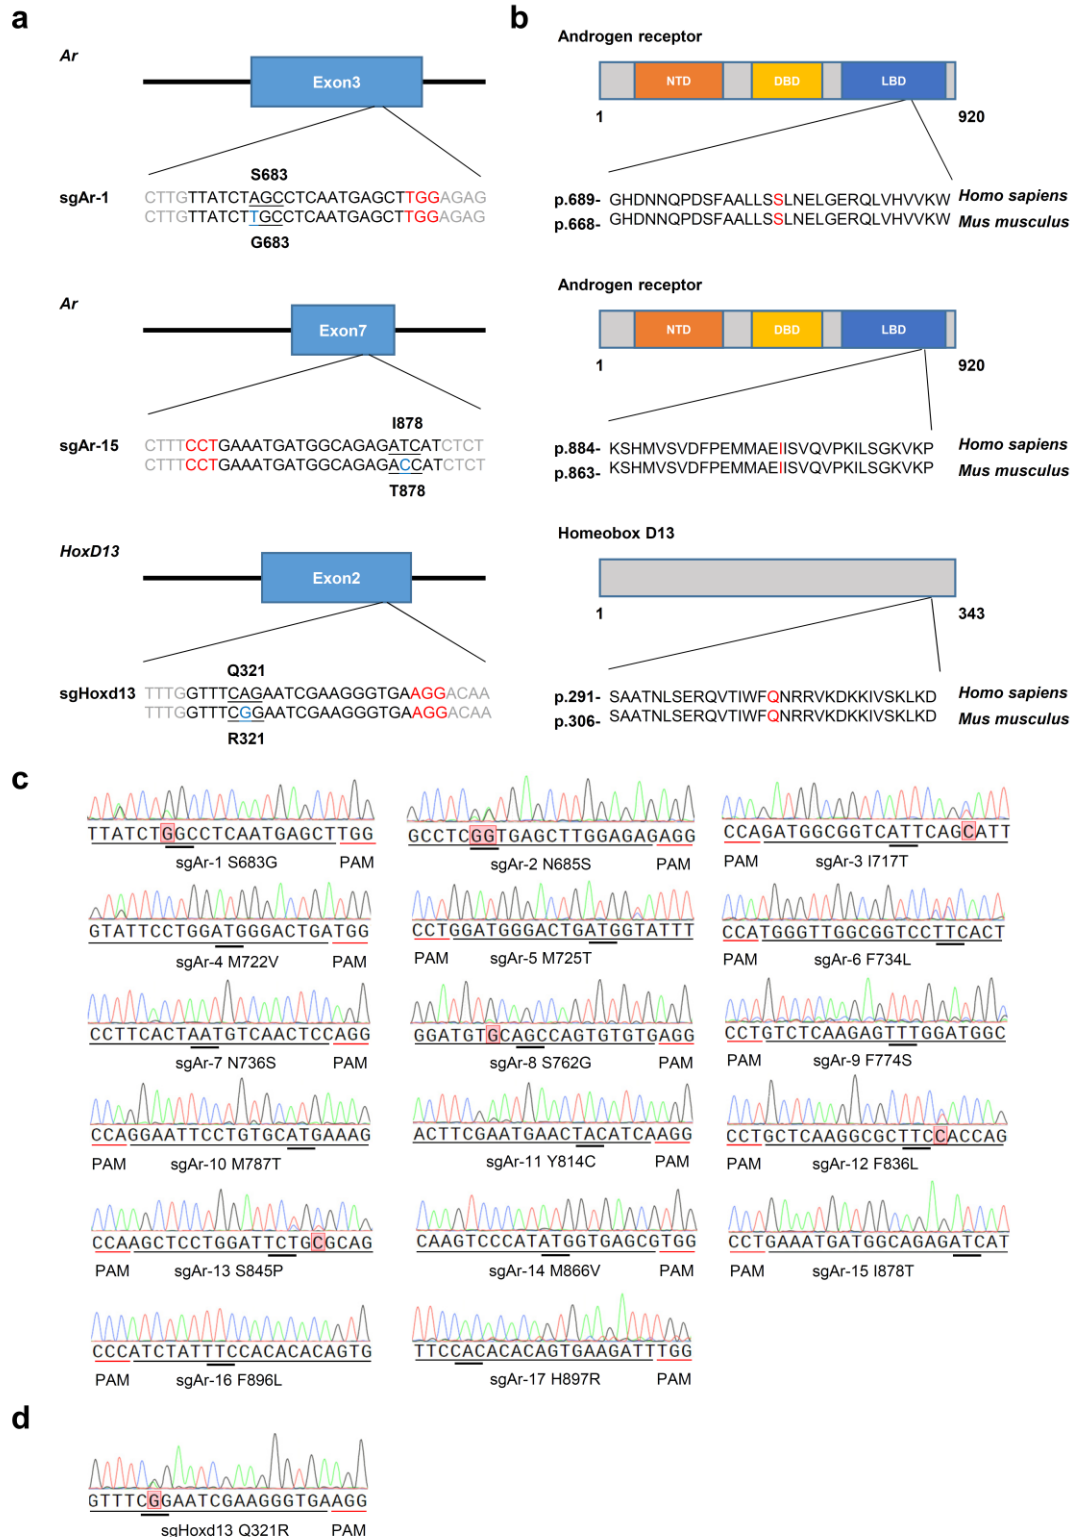 a
Ar
Exon3
S683
sgAr-1
CTTGTTATCTAGCCTCAATGAGCTTGGAGAG
CTTGTTATCTTGCCTCAATGAGCTTGGAGAG
G683
Ar
Exon7
I878
sgAr-15
CTTTCCTGAAATGATGGCAGAGATCATCTCT
CTTTCCTGAAATGATGGCAGAGACCATCTCT
T878
HoxD13
Exon2
Q321
sgHoxd13
TTTGGTTTCAGAATCGAAGGGTGAAGGACAA
TTTGGTTTCGGAATCGAAGGGTGAAGGACAA
R321
b
Androgen receptor
NTD DBD LBD
1 920
p.689- GHDNNQPDSFAALLSSLNELGERQLVHVVKW Homo sapiens
p.668- GHDNNQPDSFAALLSSLNELGERQLVHVVKW Mus musculus
Androgen receptor
NTD DBD LBD
1 920
p.884- KSHMVSVDFPEMMAEIISVQVPKILSGKVKP Homo sapiens
p.863- KSHMVSVDFPEMMAEIISVQVPKILSGKVKP Mus musculus
Homeobox D13
1 343
p.291- SAATNLSERQVTIWFQNRRVKDKKIVSKLKD Homo sapiens
p.306- SAATNLSERQVTIWFQNRRVKDKKIVSKLKD Mus musculus
c
TTATCTGGCCTCAATGAGCTTGG
sgAr-1 S683G PAM
GCCTCGGTGAGCTTGGAGAGAGG
sgAr-2 N685S PAM
CCAGATGGCGGTCATTCAGCATT
PAM sgAr-3 I717T
GTATTCCTGGATGGGACTGATGG
sgAr-4 M722V PAM
CCTGGATGGGACTGATGGTATTT
PAM sgAr-5 M725T
CCATGGGTTGGCGGTCCTTCACT
PAM sgAr-6 F734L
CCTTCACTAATGTCAACTCCAGG
sgAr-7 N736S PAM
GGATGTGCAGCCAGTGTGTGAGG
sgAr-8 S762G PAM
CCTGTCTCAAGAGTTTGGATGGC
PAM sgAr-9 F774S
CCAGGAATTCCTGTGCATGAAAG
PAM sgAr-10 M787T
ACTTCGAATGAACTACATCAAGG
sgAr-11 Y814C PAM
CCTGCTCAAGGCGCTTCCACCAG
PAM sgAr-12 F836L
CCAAGCTCCTGGATTCTGCGCAG
PAM sgAr-13 S845P
CAAGTCCCATATGGTGAGCGTGG
sgAr-14 M866V PAM
CCTGAAATGATGGCAGAGATCAT
PAM sgAr-15 I878T
CCCATCTATTTCCACACACAGTG
PAM sgAr-16 F896L
TTCCACACACAGTGAAGATTTGG
sgAr-17 H897R PAM
d
GTTTCGGAATCGAAGGGTGAAGG
sgHoxd13 Q321R PAM